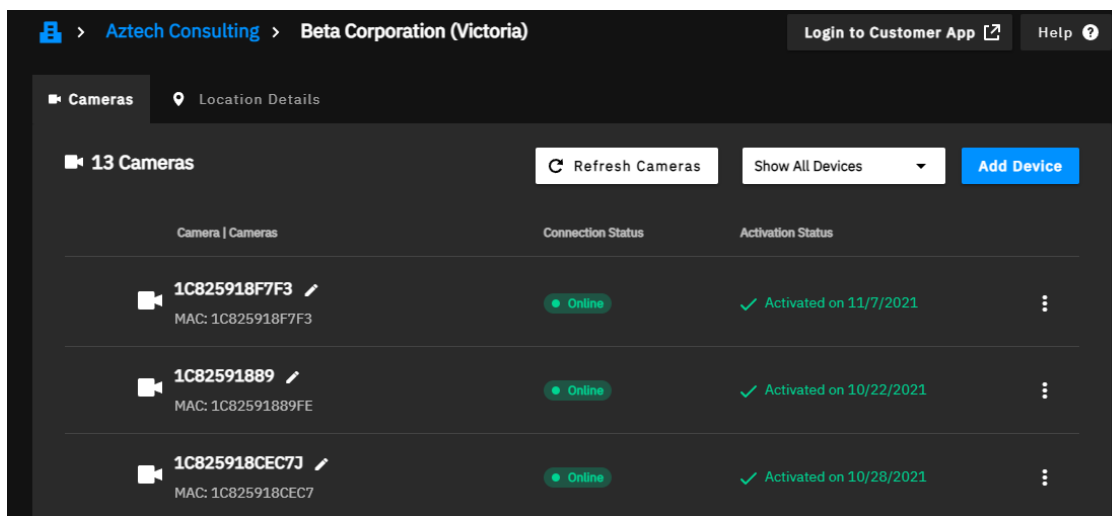 > Aztech Consulting > Beta Corporation (Victoria) Login to Customer App Help ?
Cameras Location Details
13 Cameras Refresh Cameras Show All Devices Add Device
Camera | Cameras Connection Status Activation Status
1C825918F7F3
Online Activated on 11/7/2021
MAC: 1C825918F7F3
1C82591889
Online Activated on 10/22/2021
MAC: 1C82591889FE
1C825918CEC7J
Online Activated on 10/28/2021
MAC: 1C825918CEC7